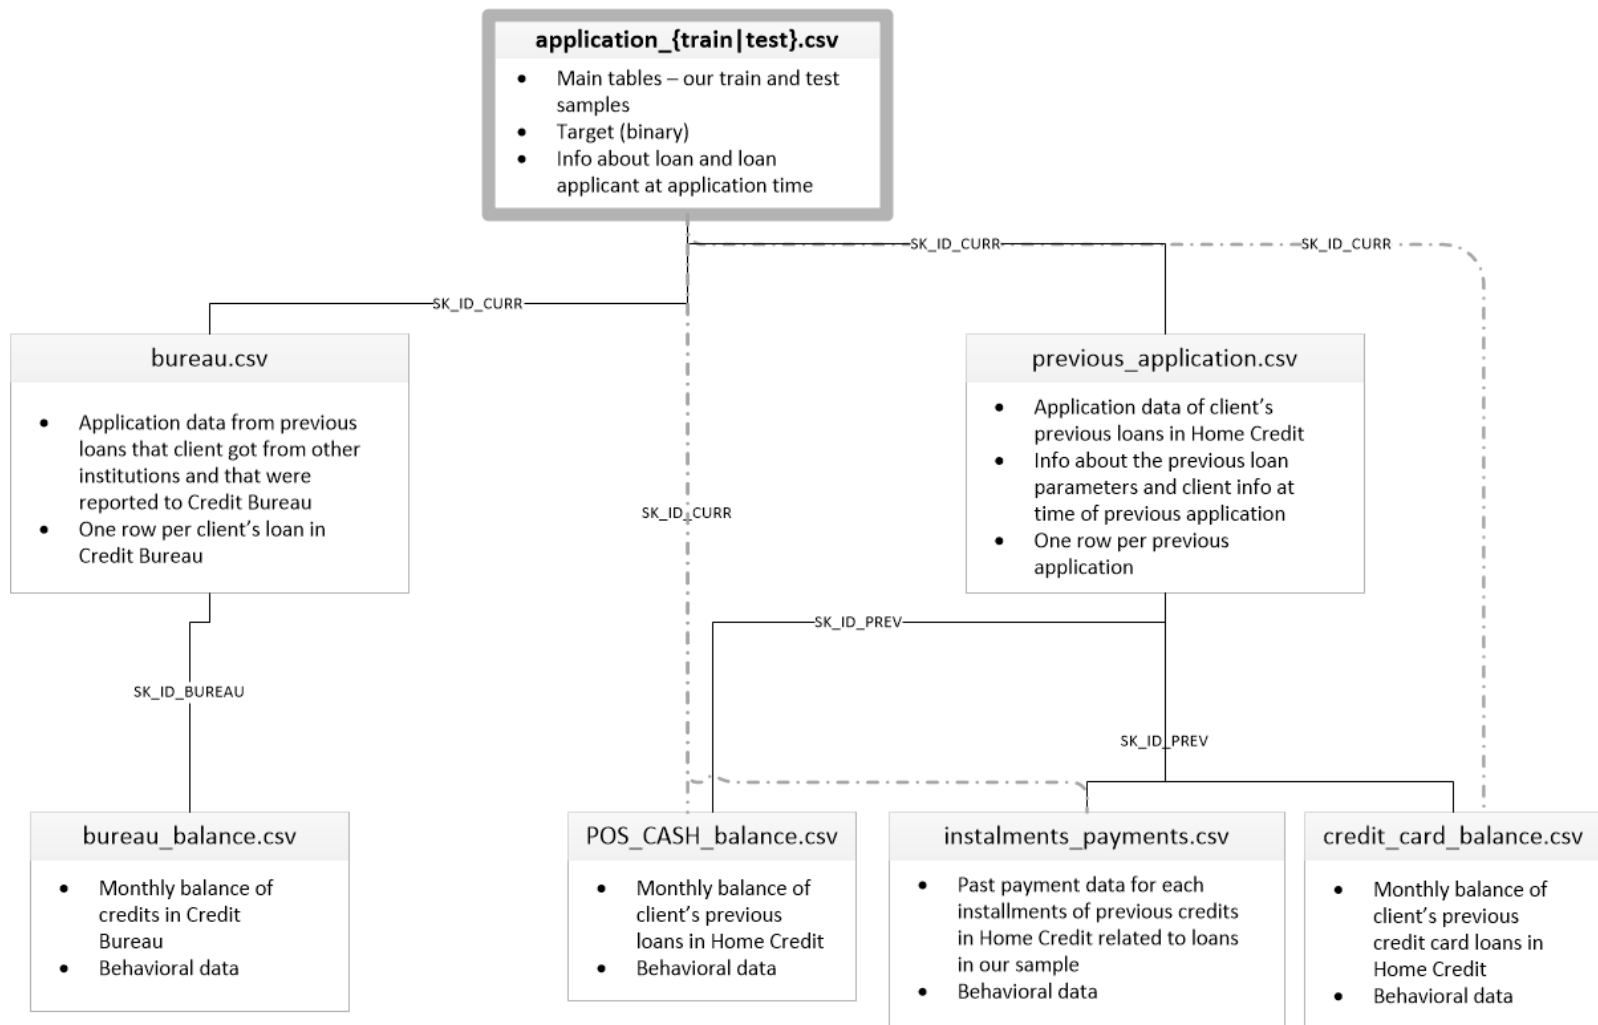 application_{train|test}.csv
• Main tables – our train and test
samples
• Target (binary)
• Info about loan and loan
applicant at application time
SK_ID_CURR
SK_ID_CURR
SK_ID_CURR
bureau.csv
• Application data from previous
loans that client got from other
institutions and that were
reported to Credit Bureau
• One row per client’s loan in
Credit Bureau
previous_application.csv
• Application data of client’s
previous loans in Home Credit
• Info about the previous loan
parameters and client info at
time of previous application
• One row per previous
application
SK_ID_CURR
SK_ID_PREV
SK_ID_BUREAU
SK_ID_PREV
bureau_balance.csv
• Monthly balance of
credits in Credit
Bureau
• Behavioral data
POS_CASH_balance.csv
• Monthly balance of
client’s previous
loans in Home Credit
• Behavioral data
instalments_payments.csv
• Past payment data for each
installments of previous credits
in Home Credit related to loans
in our sample
• Behavioral data
credit_card_balance.csv
• Monthly balance of
client’s previous
credit card loans in
Home Credit
• Behavioral data